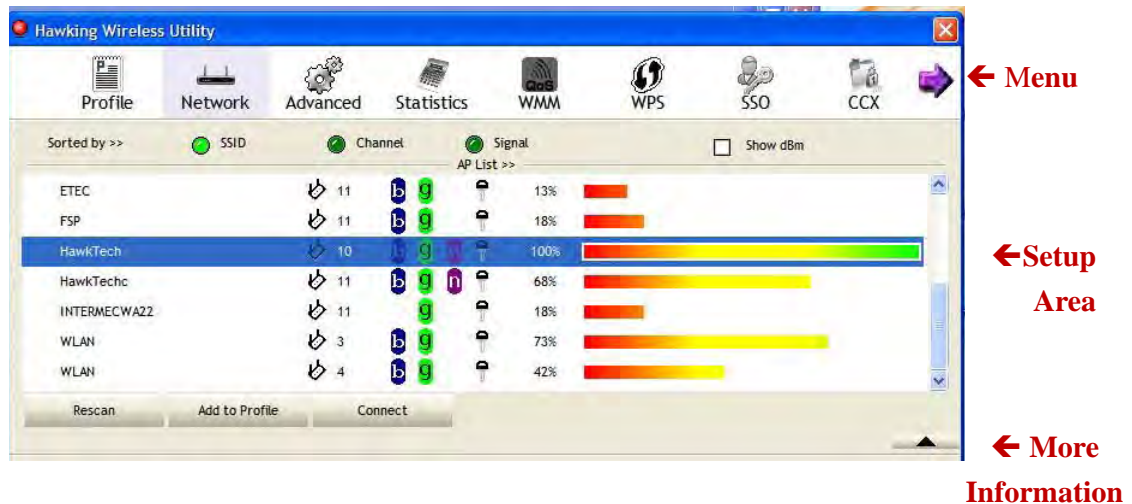 Hawking Wireless Utility
Profile Network Advanced Statistics QoS WMM WPS SSO CCX
← Menu
Sorted by >> SSID Channel Signal Show dBm
AP List >>
ETEC 11 b g 13%
FSP 11 b g 18%
HawkTech 10 b g n 100%
HawkTechc 11 b g n 68%
INTERMECWA22 11 g 18%
WLAN 3 b g 73%
WLAN 4 b g 42%
←Setup
Area
Rescan Add to Profile Connect
← More
Information